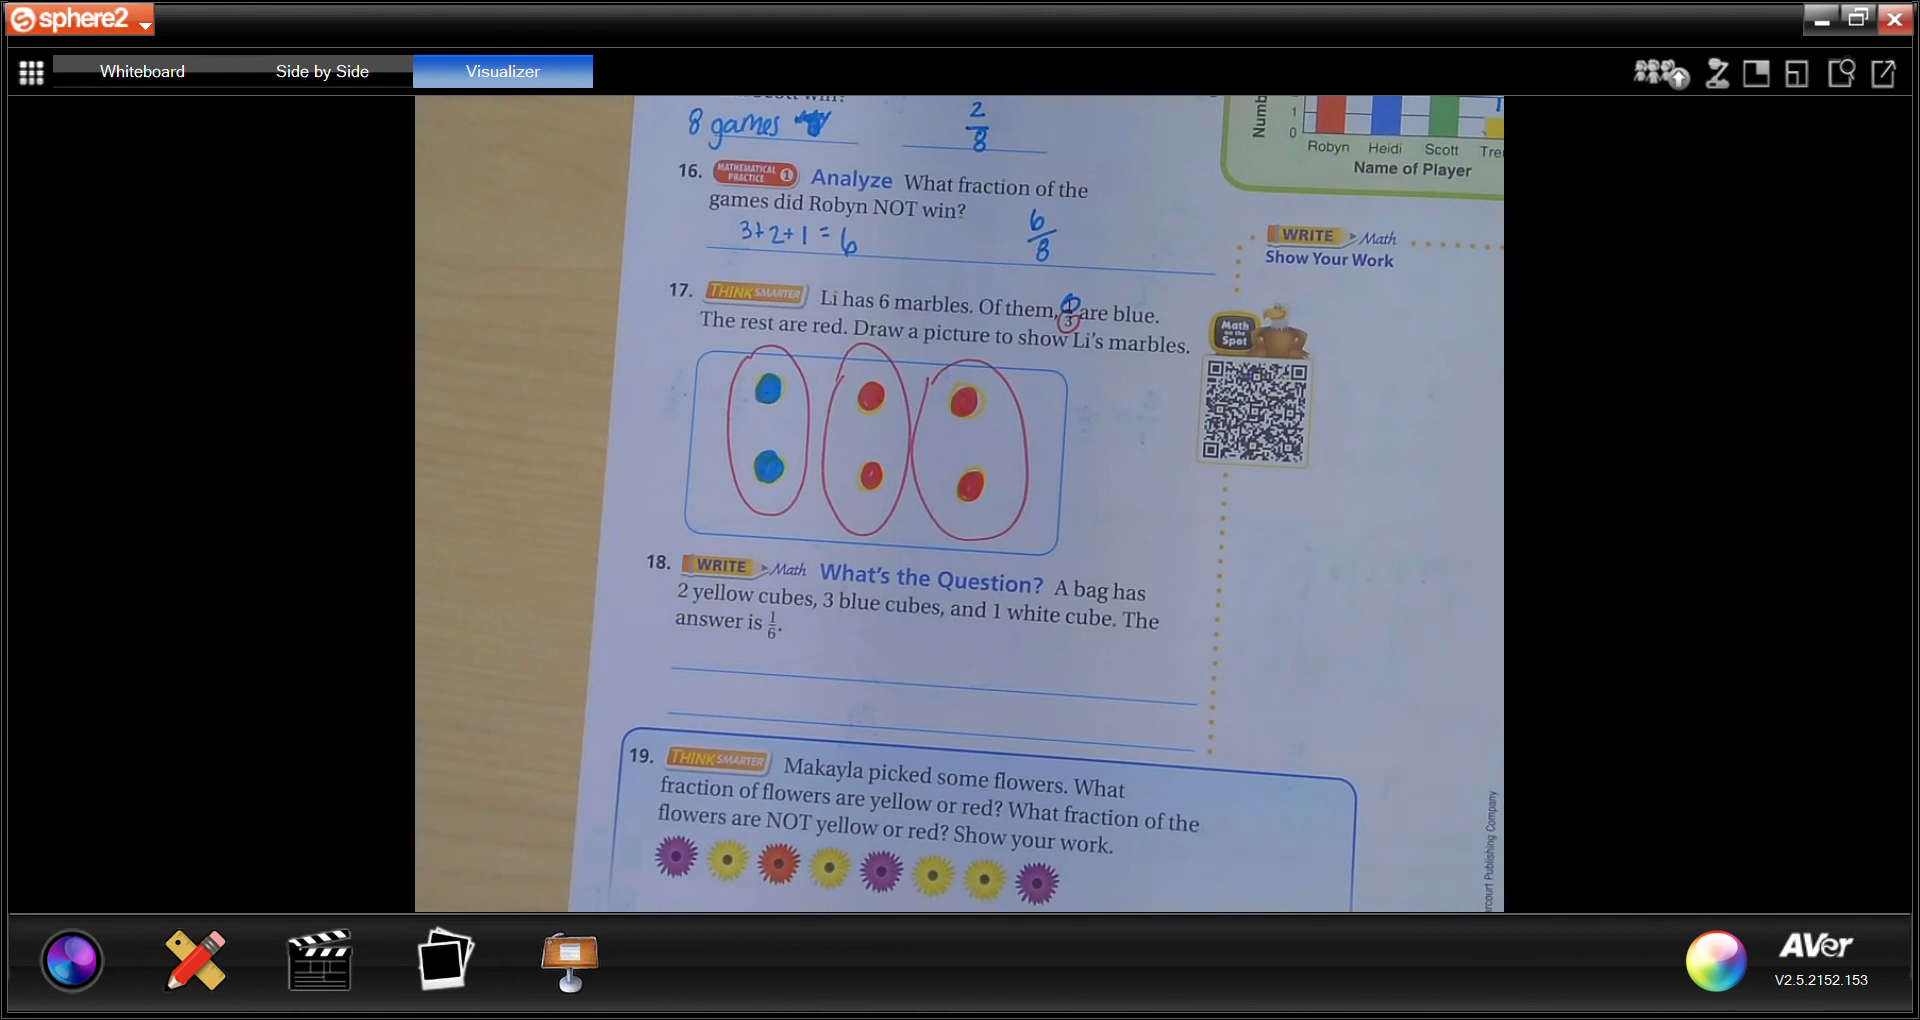 sphere2
Whiteboard Side by Side Visualizer
8 games
2/8
Numb
1
0
Robyn Heidi Scott Tre
Name of Player
16. MATHEMATICAL PRACTICE 1 Analyze What fraction of the
games did Robyn NOT win?
3+2+1 = 6
6/8
WRITE Math
Show Your Work
17. THINK SMARTER Li has 6 marbles. Of them, 1/3 are blue.
The rest are red. Draw a picture to show Li's marbles.
Math
on the
Spot
18. WRITE Math What's the Question? A bag has
2 yellow cubes, 3 blue cubes, and 1 white cube. The
answer is 1/6.
19. THINK SMARTER Makayla picked some flowers. What
fraction of flowers are yellow or red? What fraction of the
flowers are NOT yellow or red? Show your work.
rcourt Publishing Company
AVer
V2.5.2152.153